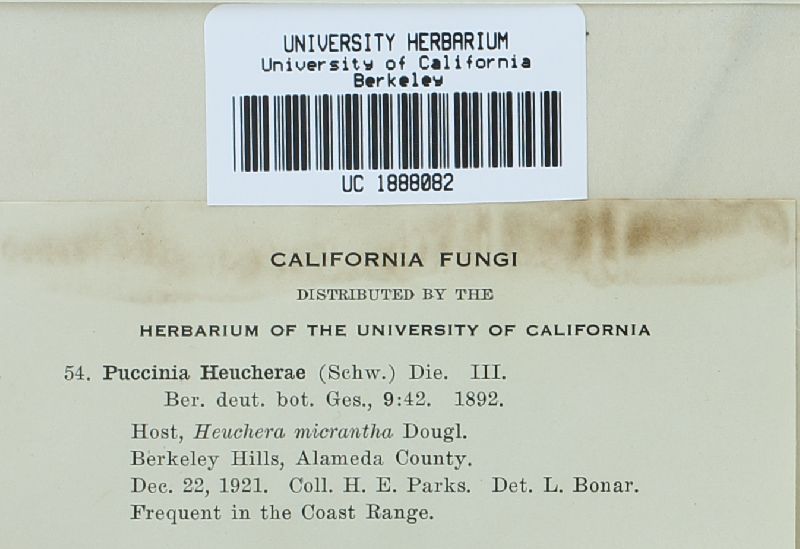 UNIVERSITY HERBARIUM
University of California
Berkeley
UC 1888082
CALIFORNIA FUNGI
DISTRIBUTED BY THE
HERBARIUM OF THE UNIVERSITY OF CALIFORNIA
54. Puccinia Heucherae (Schw.) Die. III.
Ber. deut. bot. Ges., 9:42. 1892.
Host, Heuchera micrantha Dougl.
Berkeley Hills, Alameda County.
Dec. 22, 1921. Coll. H. E. Parks. Det. L. Bonar.
Frequent in the Coast Range.